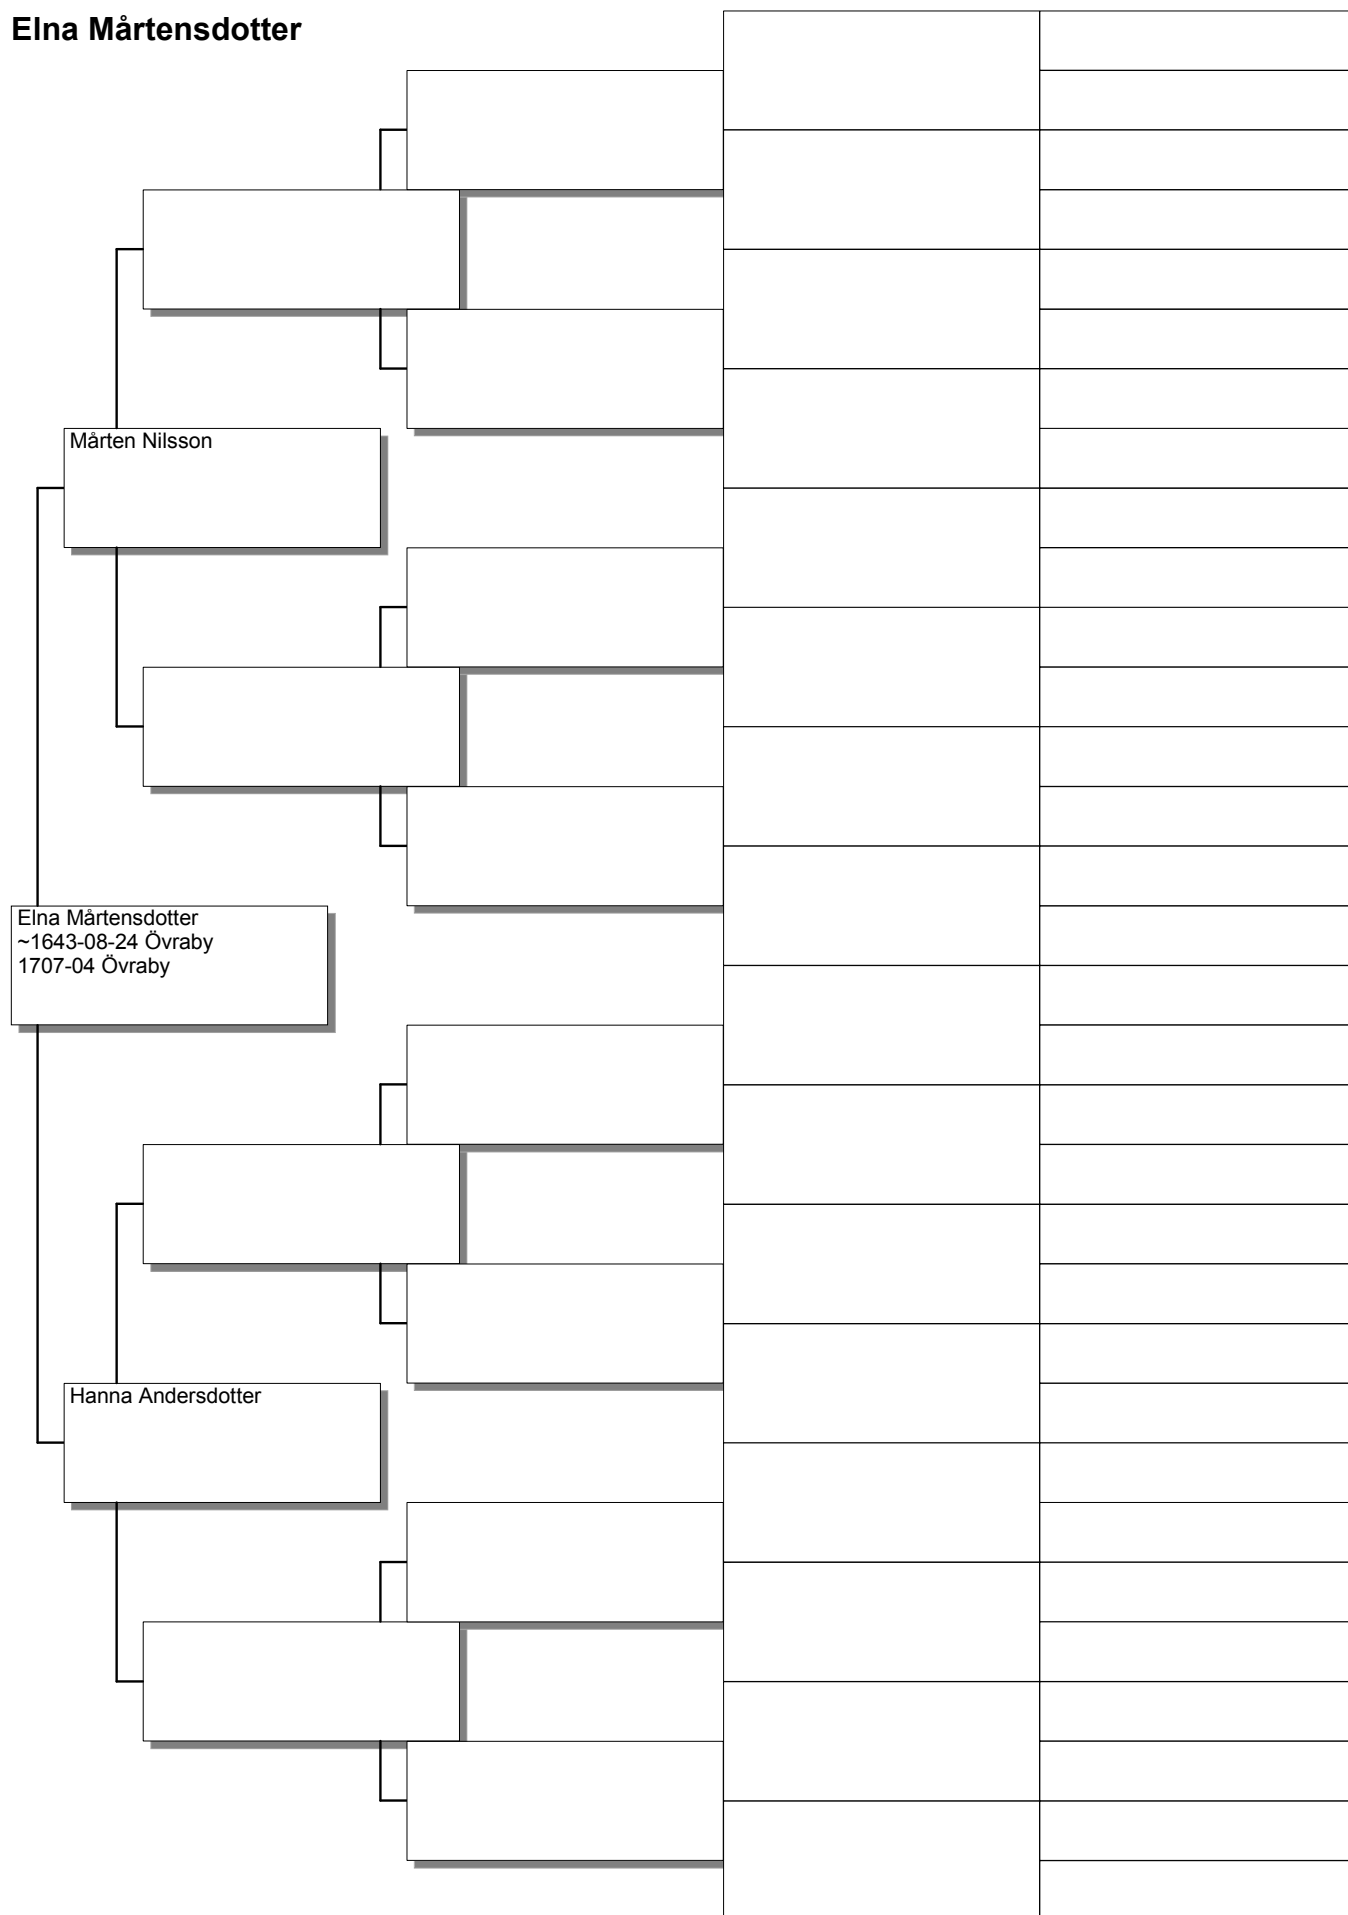 Elna Mårtensdotter
Mårten Nilsson
Elna Mårtensdotter
~1643-08-24 Övraby
1707-04 Övraby
Hanna Andersdotter